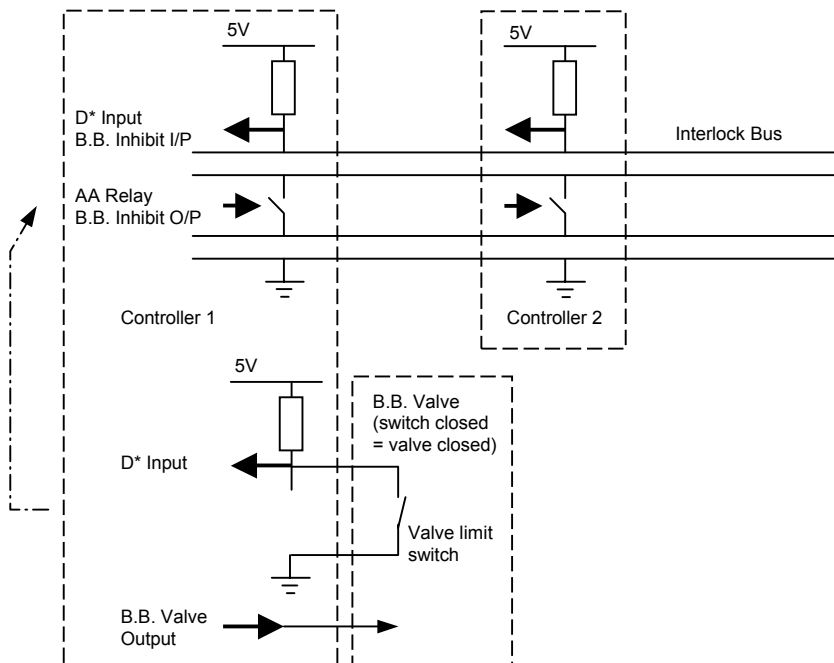 5V
5V
D* Input
B.B. Inhibit I/P
Interlock Bus
AA Relay
B.B. Inhibit O/P
Controller 1
Controller 2
5V
B.B. Valve
(switch closed
= valve closed)
D* Input
Valve limit
switch
B.B. Valve
Output